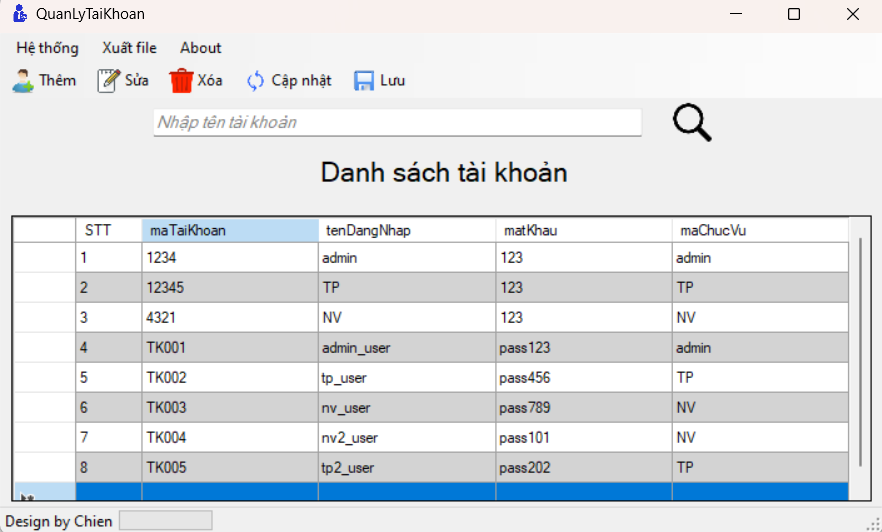 QuanLyTaiKhoan
Hệ thống Xuất file About
Thêm Sửa Xóa Cập nhật Lưu
Nhập tên tài khoản
Danh sách tài khoản
STT maTaiKhoan tenDangNhap matKhau maChucVu
1 1234 admin 123 admin
2 12345 TP 123 TP
3 4321 NV 123 NV
4 TK001 admin_user pass123 admin
5 TK002 tp_user pass456 TP
6 TK003 nv_user pass789 NV
7 TK004 nv2_user pass101 NV
8 TK005 tp2_user pass202 TP
Design by Chien